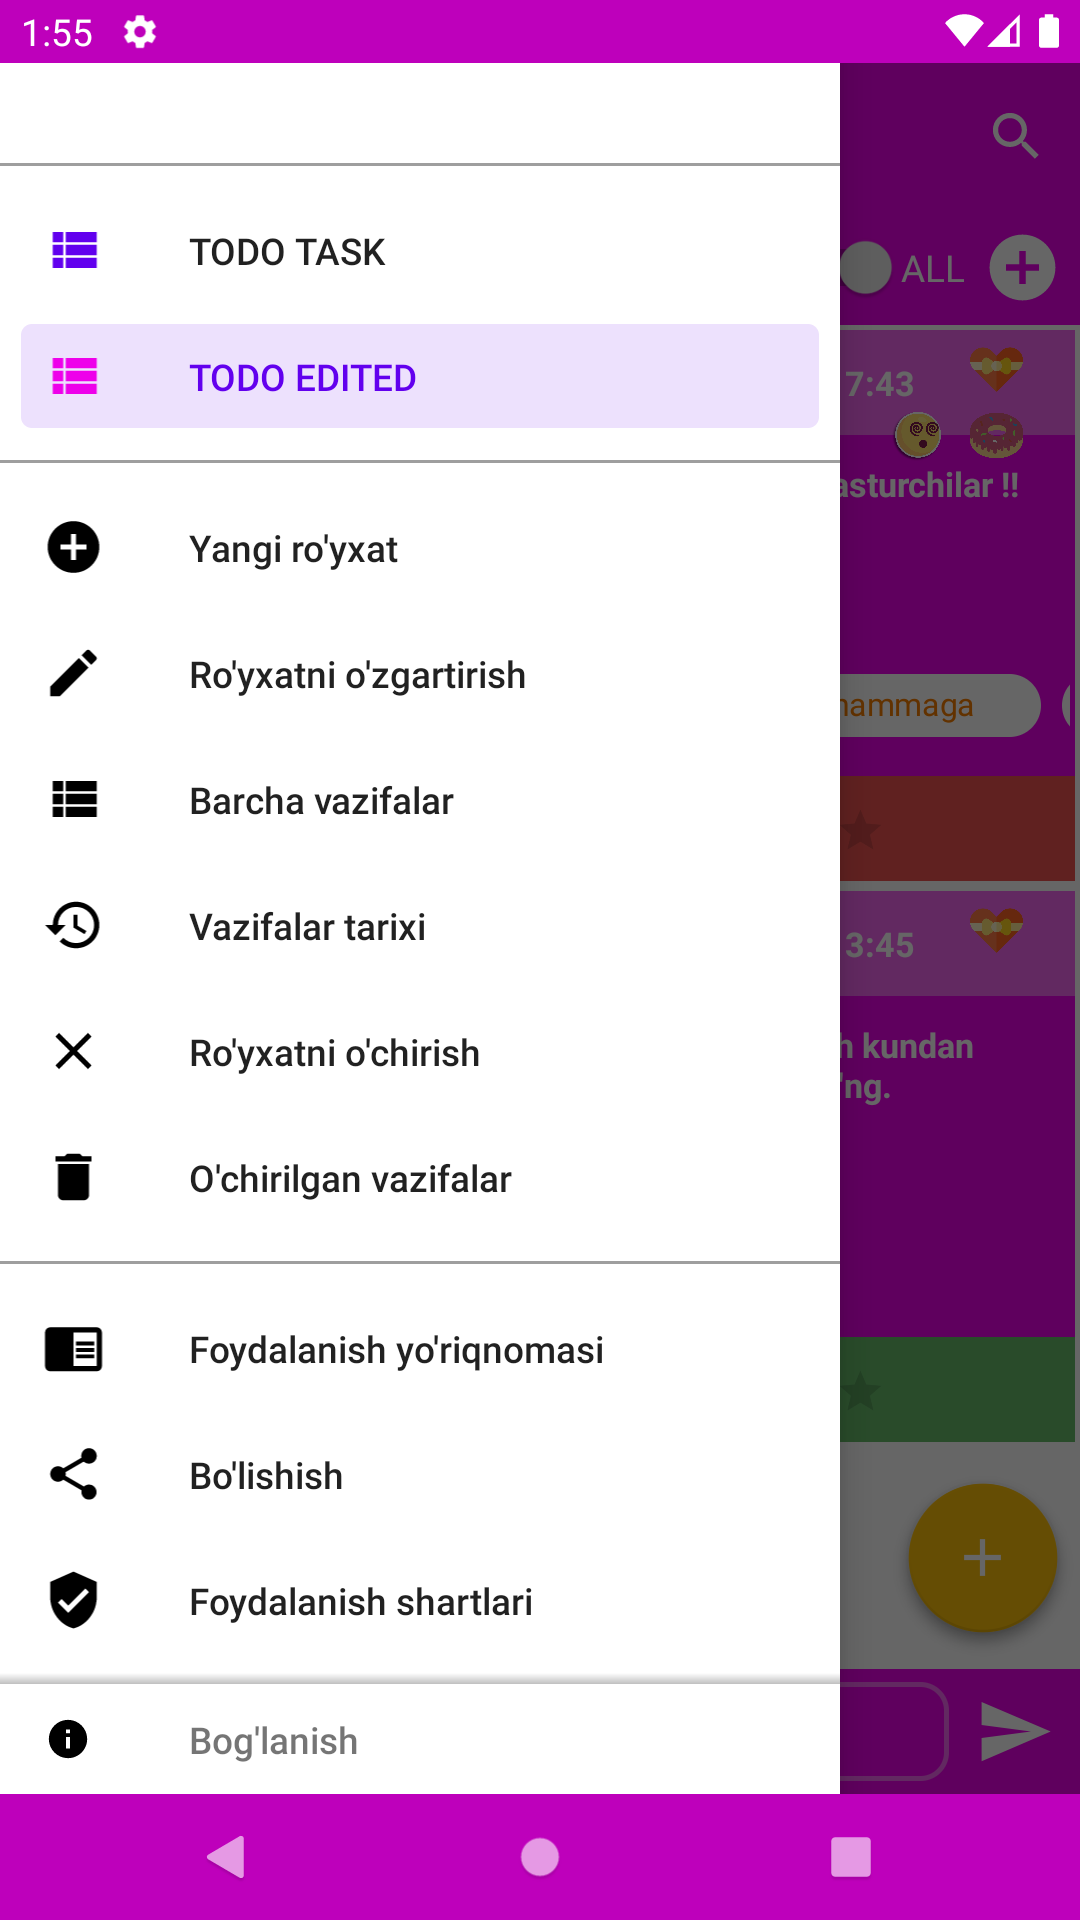 1:55
TODO TASK
ALL
TODO EDITED
7:43
asturchilar !!
Yangi ro'yxat
Ro'yxatni o'zgartirish
hammaga
Barcha vazifalar
Vazifalar tarixi
3:45
Ro'yxatni o'chirish
h kundan
'ng.
O'chirilgan vazifalar
Foydalanish yo'riqnomasi
Bo'lishish
Foydalanish shartlari
Bog'lanish